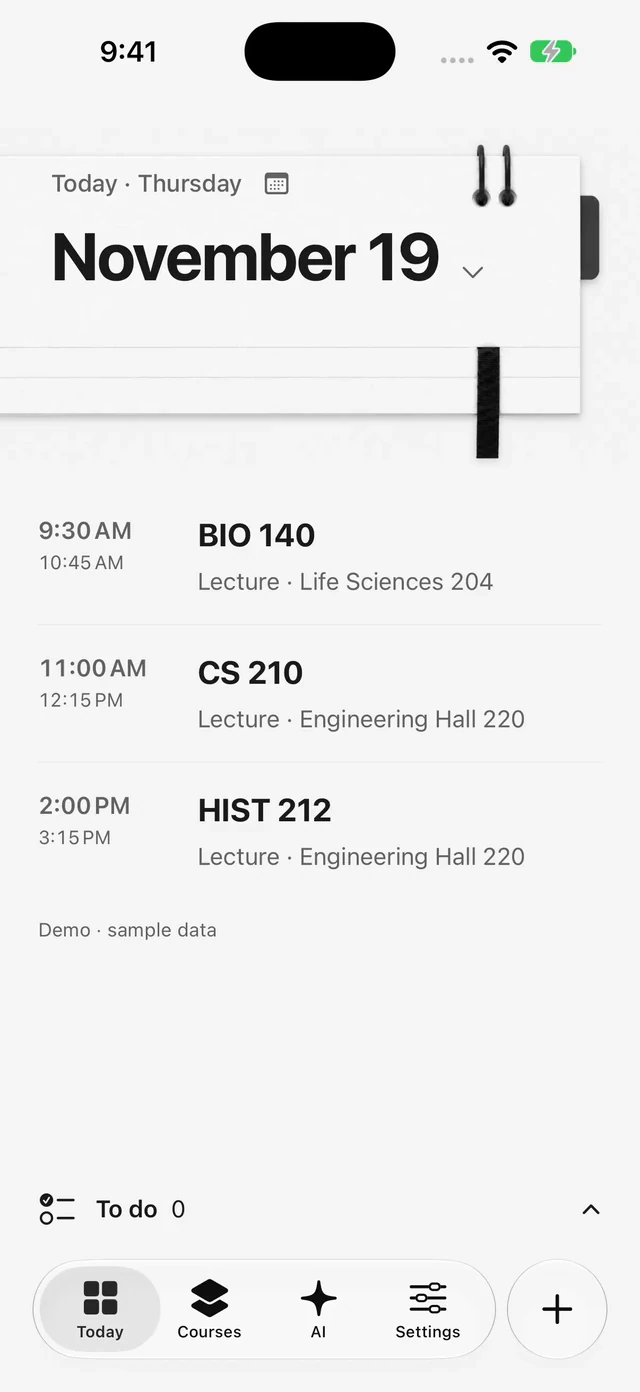 9:41
Today · Thursday
November 19
9:30 AM
10:45 AM
BIO 140
Lecture · Life Sciences 204
11:00 AM
12:15 PM
CS 210
Lecture · Engineering Hall 220
2:00 PM
3:15 PM
HIST 212
Lecture · Engineering Hall 220
Demo · sample data
To do 0
Today
Courses
AI
Settings